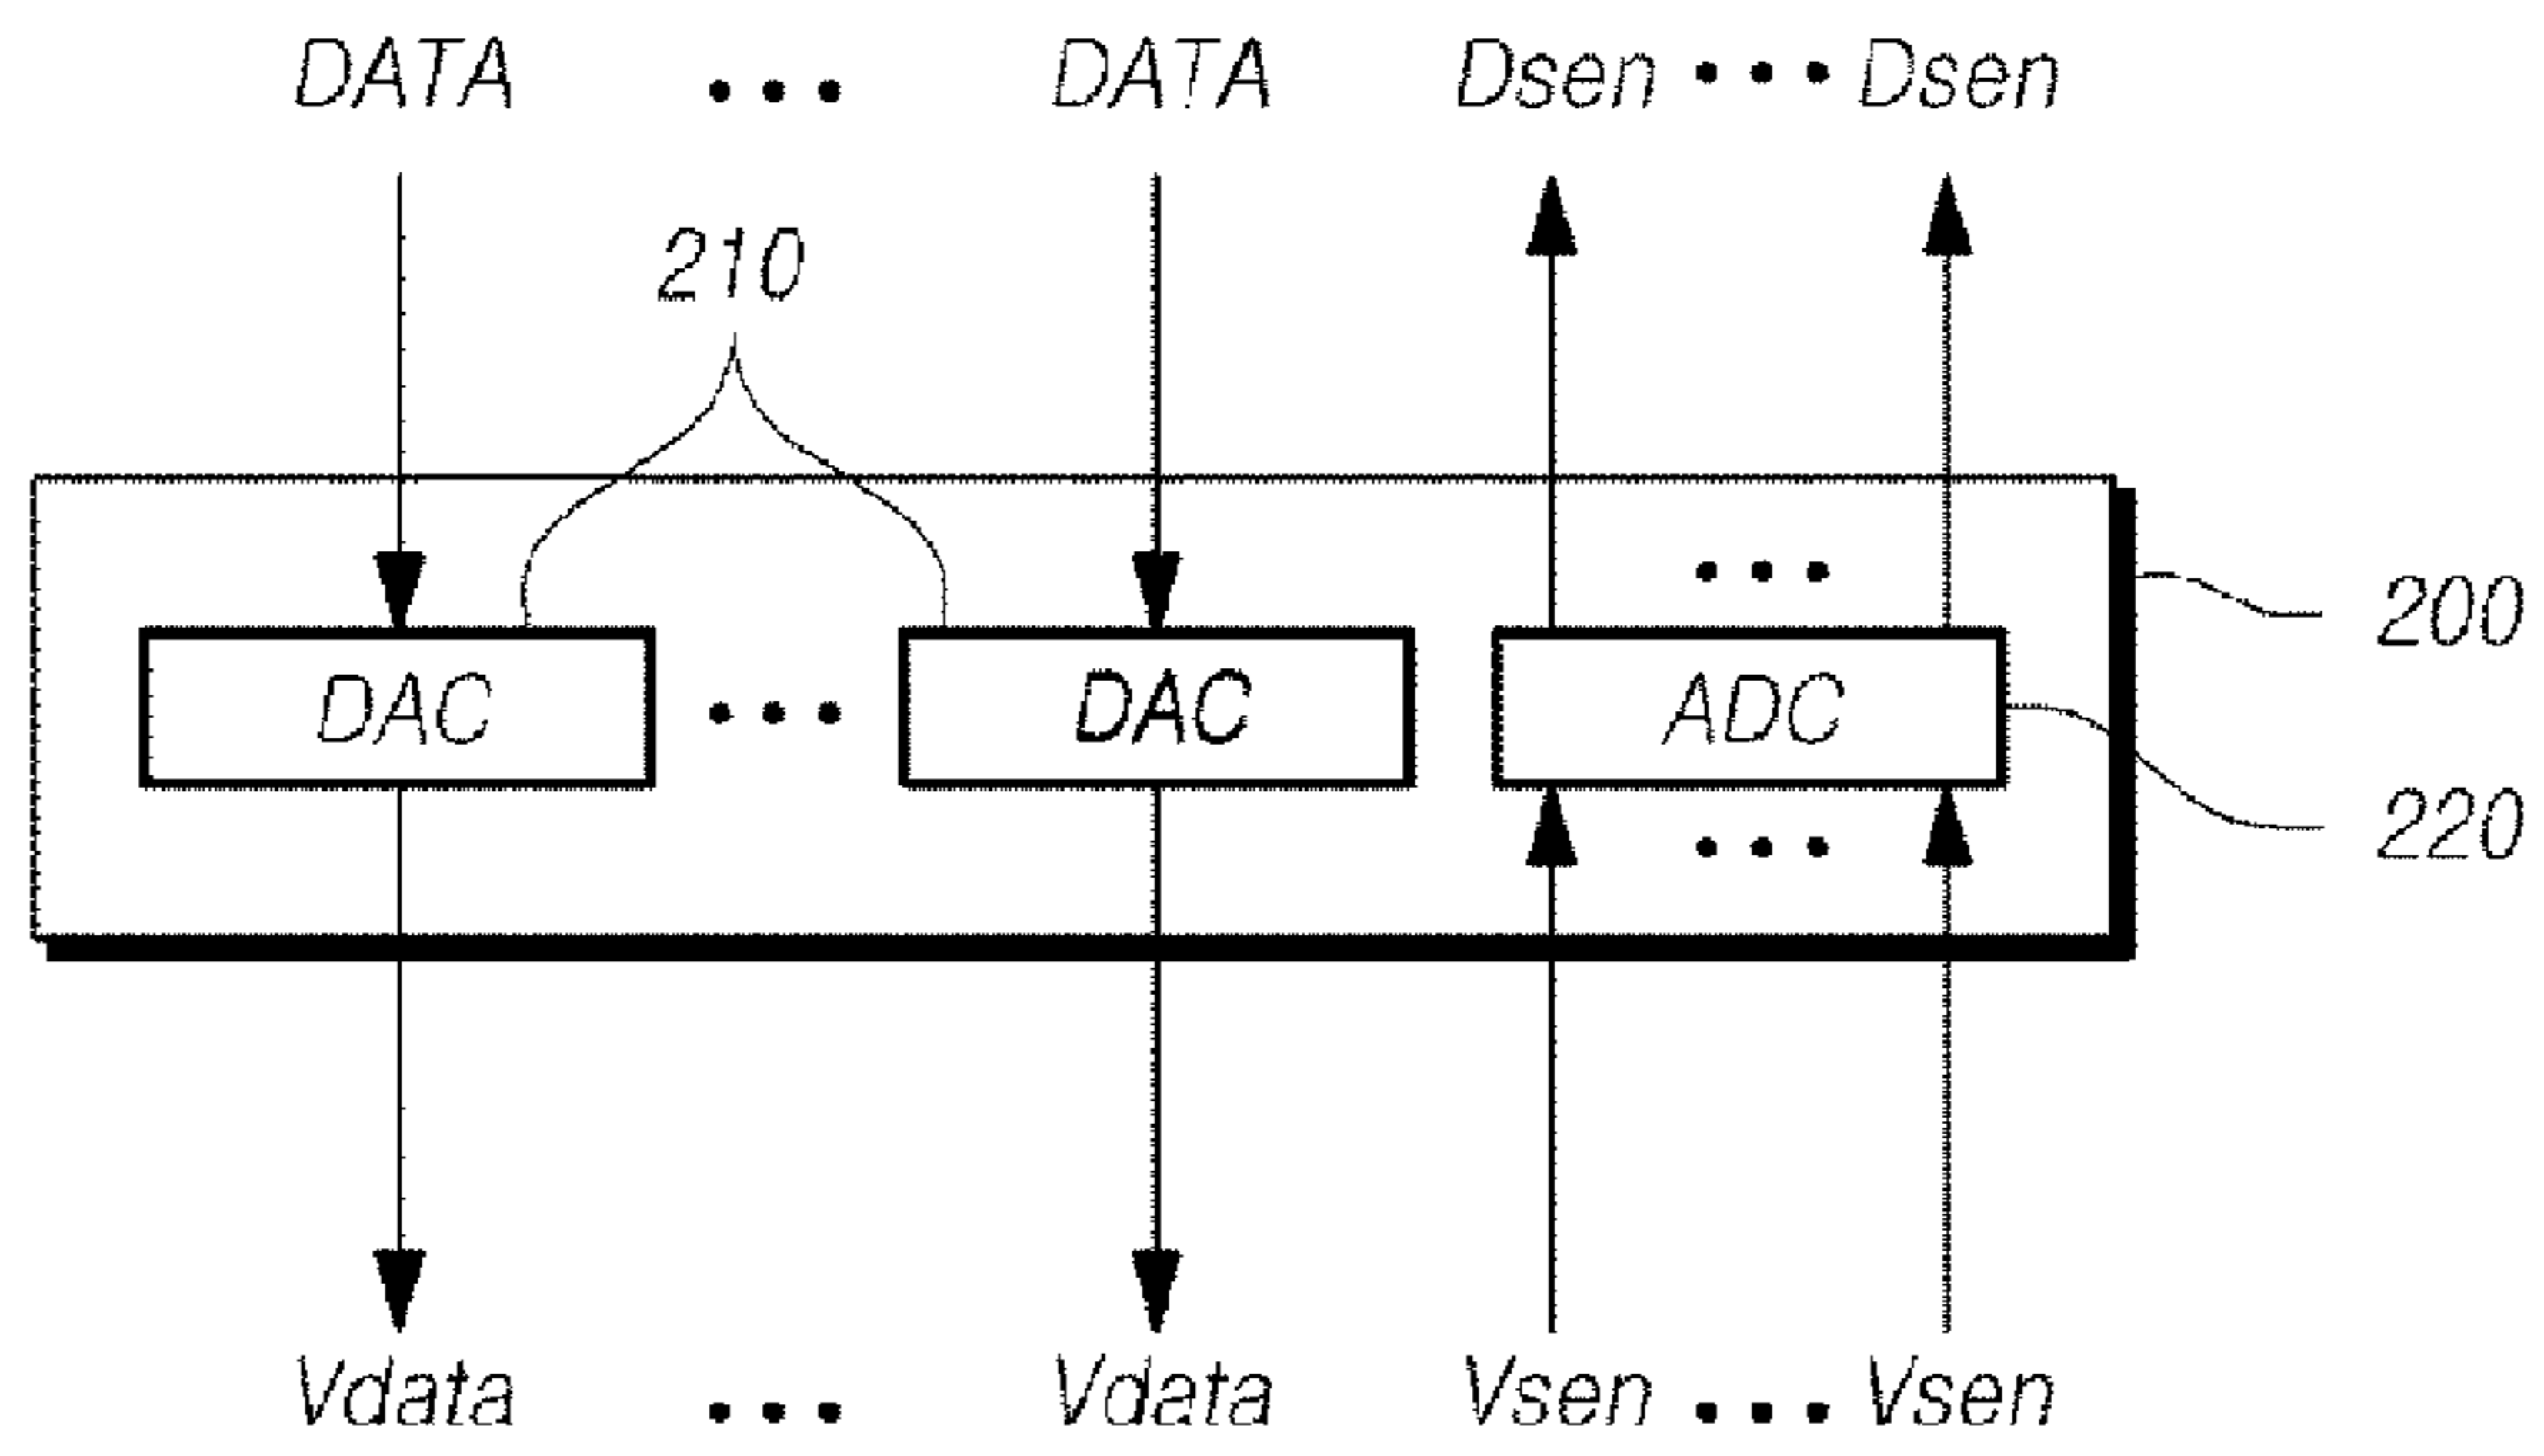 DATA ... DATA Dsen ... Dsen
210
...
200
DAC ... DAC ADC
220
...
Vdata ... Vdata Vsen ... Vsen